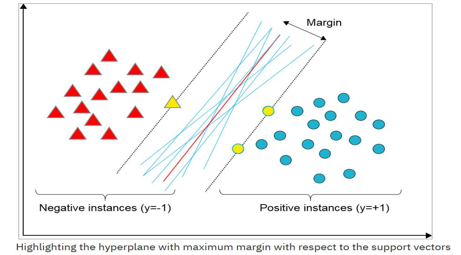 Margin
Negative instances (y=-1)
Positive instances (y=+1)
Highlighting the hyperplane with maximum margin with respect to the support vectors